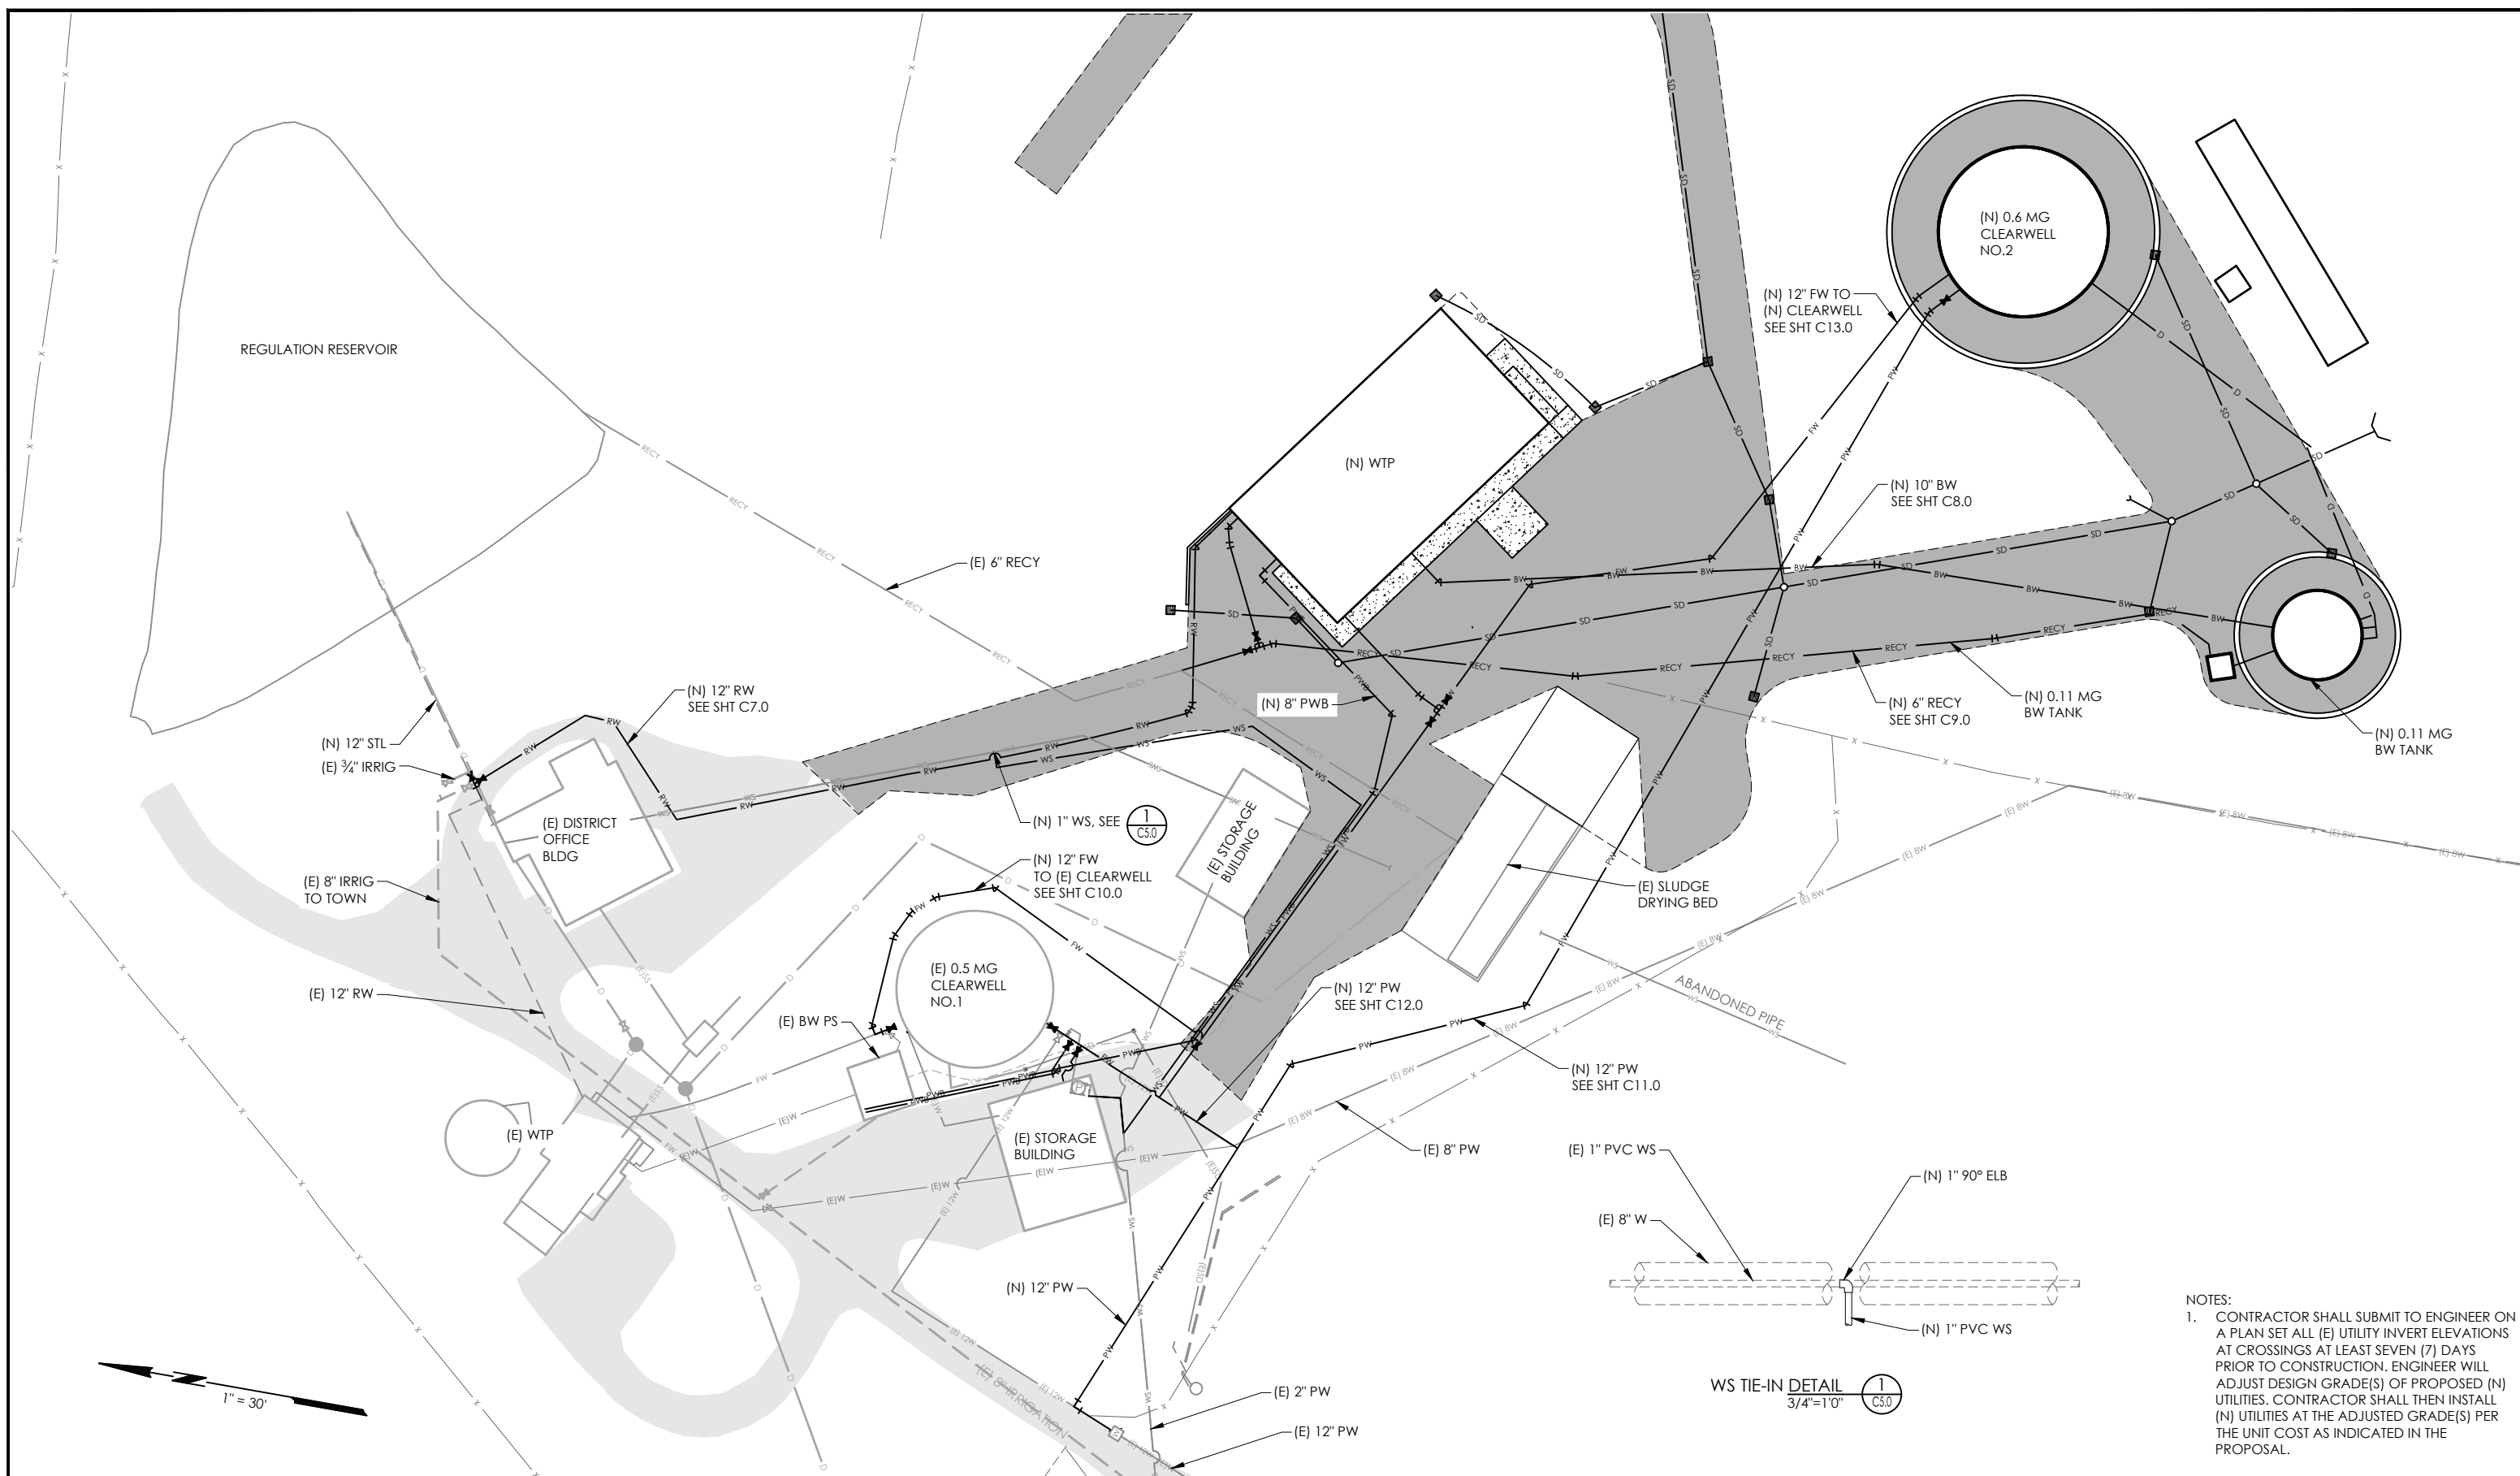 REGULATION RESERVOIR
(N) 0.6 MG
CLEARWELL
NO.2
(N) 12" FW TO
(N) CLEARWELL
SEE SHT C13.0
(N) WTP
(N) 10" BW
SEE SHT C8.0
(E) 6" RECY
(N) 12" RW
SEE SHT C7.0
(N) 8" PWB
(N) 6" RECY
SEE SHT C9.0
(N) 0.11 MG
BW TANK
(N) 0.11 MG
BW TANK
(N) 12" STL
(E) ¾" IRRIG
(E) DISTRICT
OFFICE
BLDG
(N) 1" WS, SEE
1
C5.0
(E) STORAGE
BUILDING
(N) 12" FW
TO (E) CLEARWELL
SEE SHT C10.0
(E) 8" IRRIG
TO TOWN
(E) SLUDGE
DRYING BED
(E) 12" RW
(E) 0.5 MG
CLEARWELL
NO.1
(E) BW PS
(N) 12" PW
SEE SHT C12.0
ABANDONED PIPE
(N) 12" PW
SEE SHT C11.0
(E) WTP
(E) STORAGE
BUILDING
(E) 8" PW
(N) 12" PW
(E) 8" IRRIGATION
(E) 2" PW
(E) 12" PW
(E) 1" PVC WS
(N) 1" 90° ELB
(E) 8" W
(N) 1" PVC WS
WS TIE-IN DETAIL
3/4"=1'0"
1
C5.0
1" = 30'
NOTES:
1. CONTRACTOR SHALL SUBMIT TO ENGINEER ON
A PLAN SET ALL (E) UTILITY INVERT ELEVATIONS
AT CROSSINGS AT LEAST SEVEN (7) DAYS
PRIOR TO CONSTRUCTION. ENGINEER WILL
ADJUST DESIGN GRADE(S) OF PROPOSED (N)
UTILITIES. CONTRACTOR SHALL THEN INSTALL
(N) UTILITIES AT THE ADJUSTED GRADE(S) PER
THE UNIT COST AS INDICATED IN THE
PROPOSAL.